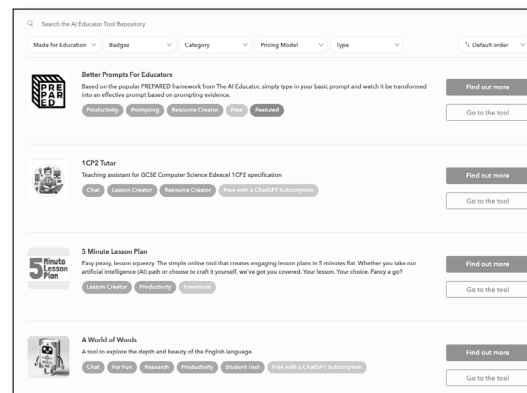 Search the AI Educator Tool Repository
Made for Education
Badges
Category
Pricing Model
Type
Default order
PRE
PAR
ED
Better Prompts For Educators
Based on the popular PREPARED framework from The AI Educator, simply type in your basic prompt and watch it be transformed
into an effective prompt based on prompting evidence.
Productivity
Prompting
Resource Creator
Free
Featured
Find out more
Go to the tool
1CP2 Tutor
Teaching assistant for GCSE Computer Science Edexcel 1CP2 specification
Chat
Lesson Creator
Resource Creator
Free with a ChatGPT Subscription
Find out more
Go to the tool
5 Minute
Lesson
Plan
5 Minute Lesson Plan
Easy peasy, lesson squeezy. The simple online tool that creates engaging lesson plans in 5 minutes flat. Whether you take our
artificial intelligence (AI) path or choose to craft it yourself, we've got you covered. Your lesson. Your choice. Fancy a go?
Lesson Creator
Productivity
Freemium
Find out more
Go to the tool
A World of Words
A tool to explore the depth and beauty of the English language.
Chat
For Fun
Research
Productivity
Student Tool
Free with a ChatGPT Subscription
Find out more
Go to the tool